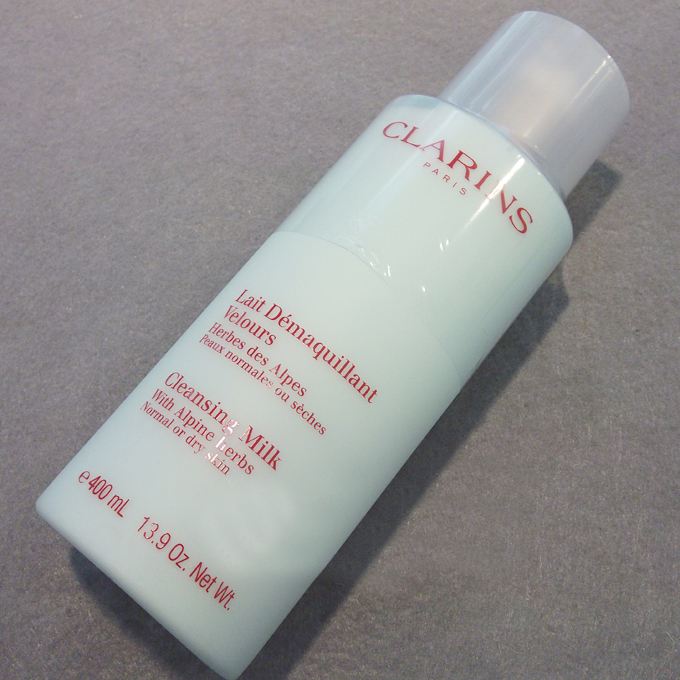 CLARINS
PARIS
Lait Démaquillant
Velours
Herbes des Alpes
Peaux normales ou sèches
Cleansing Milk
With Alpine herbs
Normal or dry skin
e 400 mL 13.9 Oz. Net Wt.